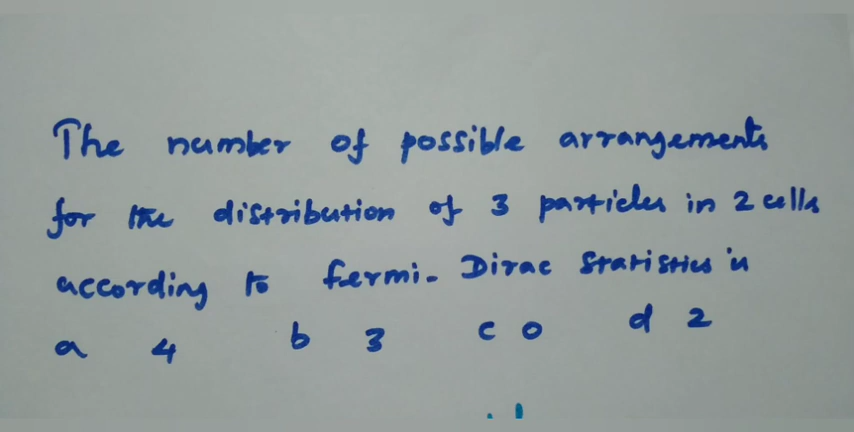 The number of possible arrangements
for the distribution of 3 particles in 2 cells
according to fermi- Dirac Statistics is
a 4 b 3 c 0 d 2